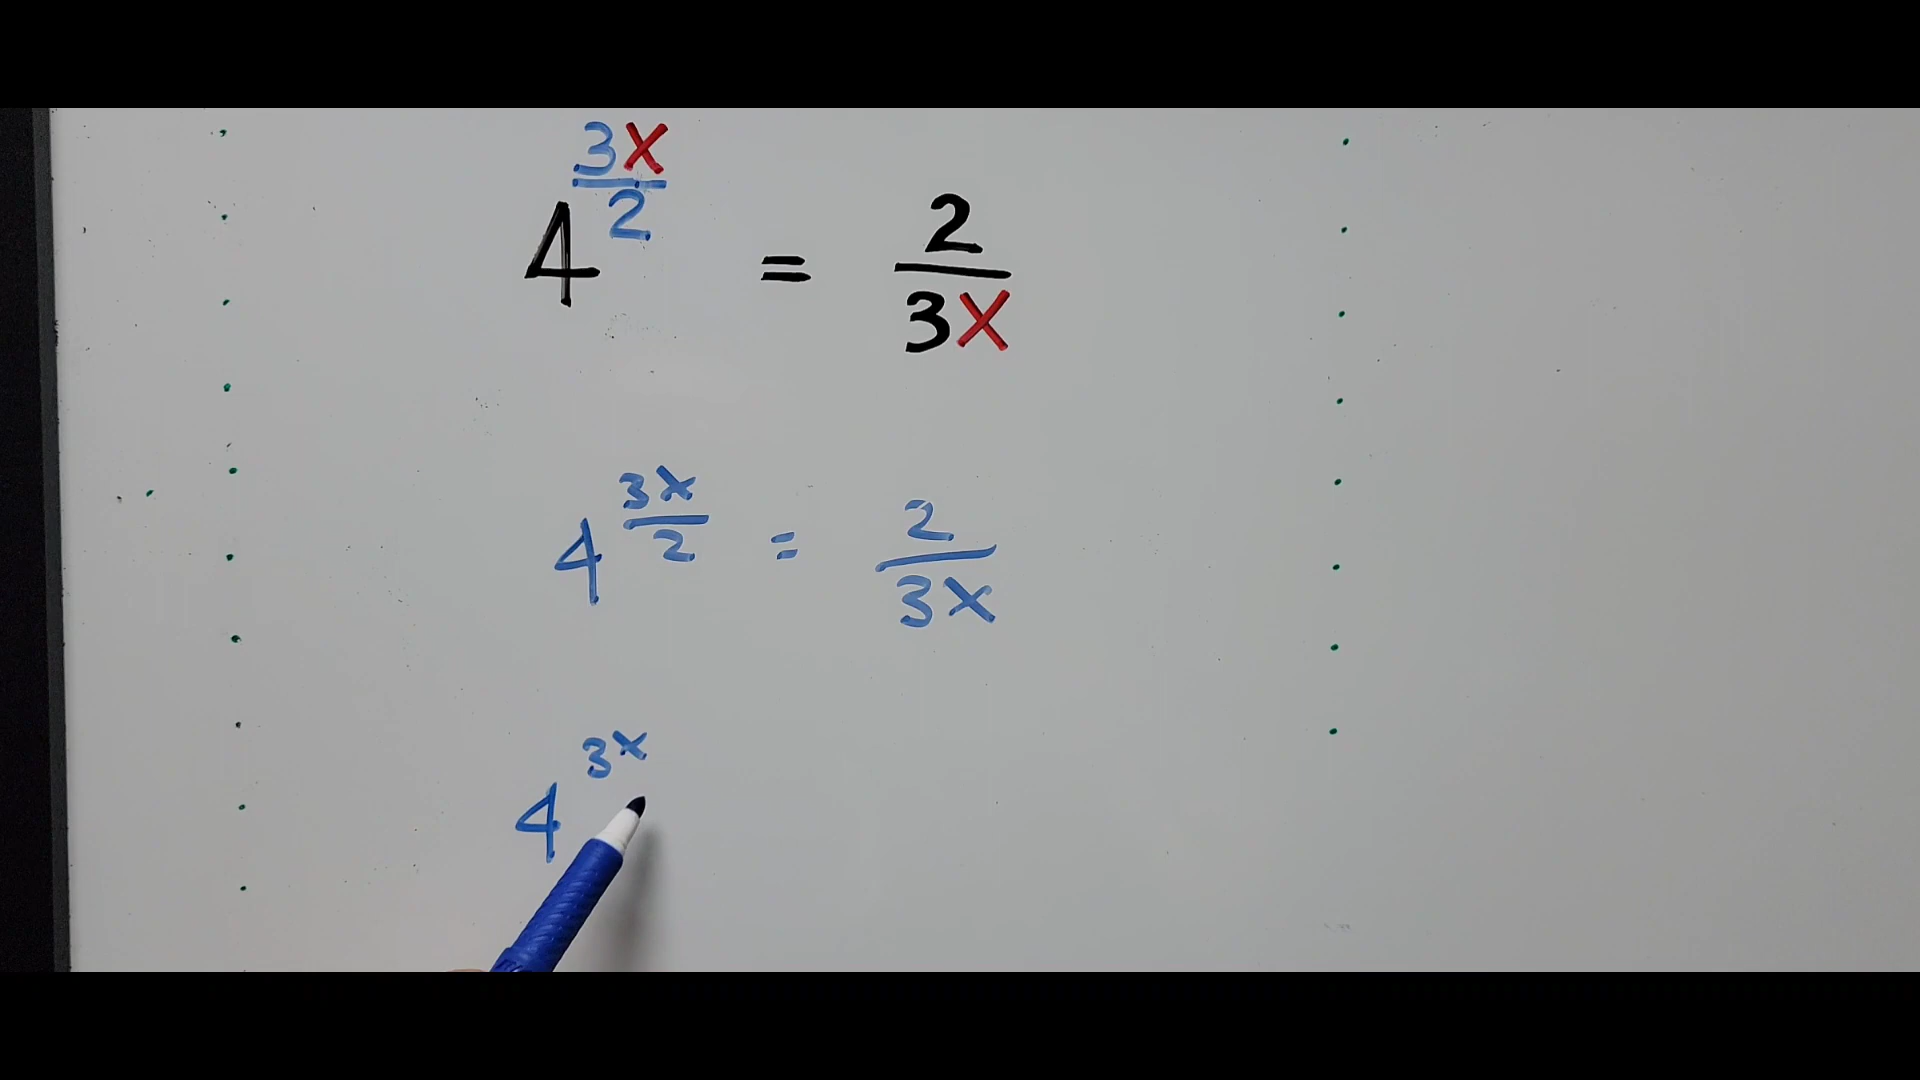 4^(3x/2) = 2/3x
4^(3x/2) = 2/3x
4^3x